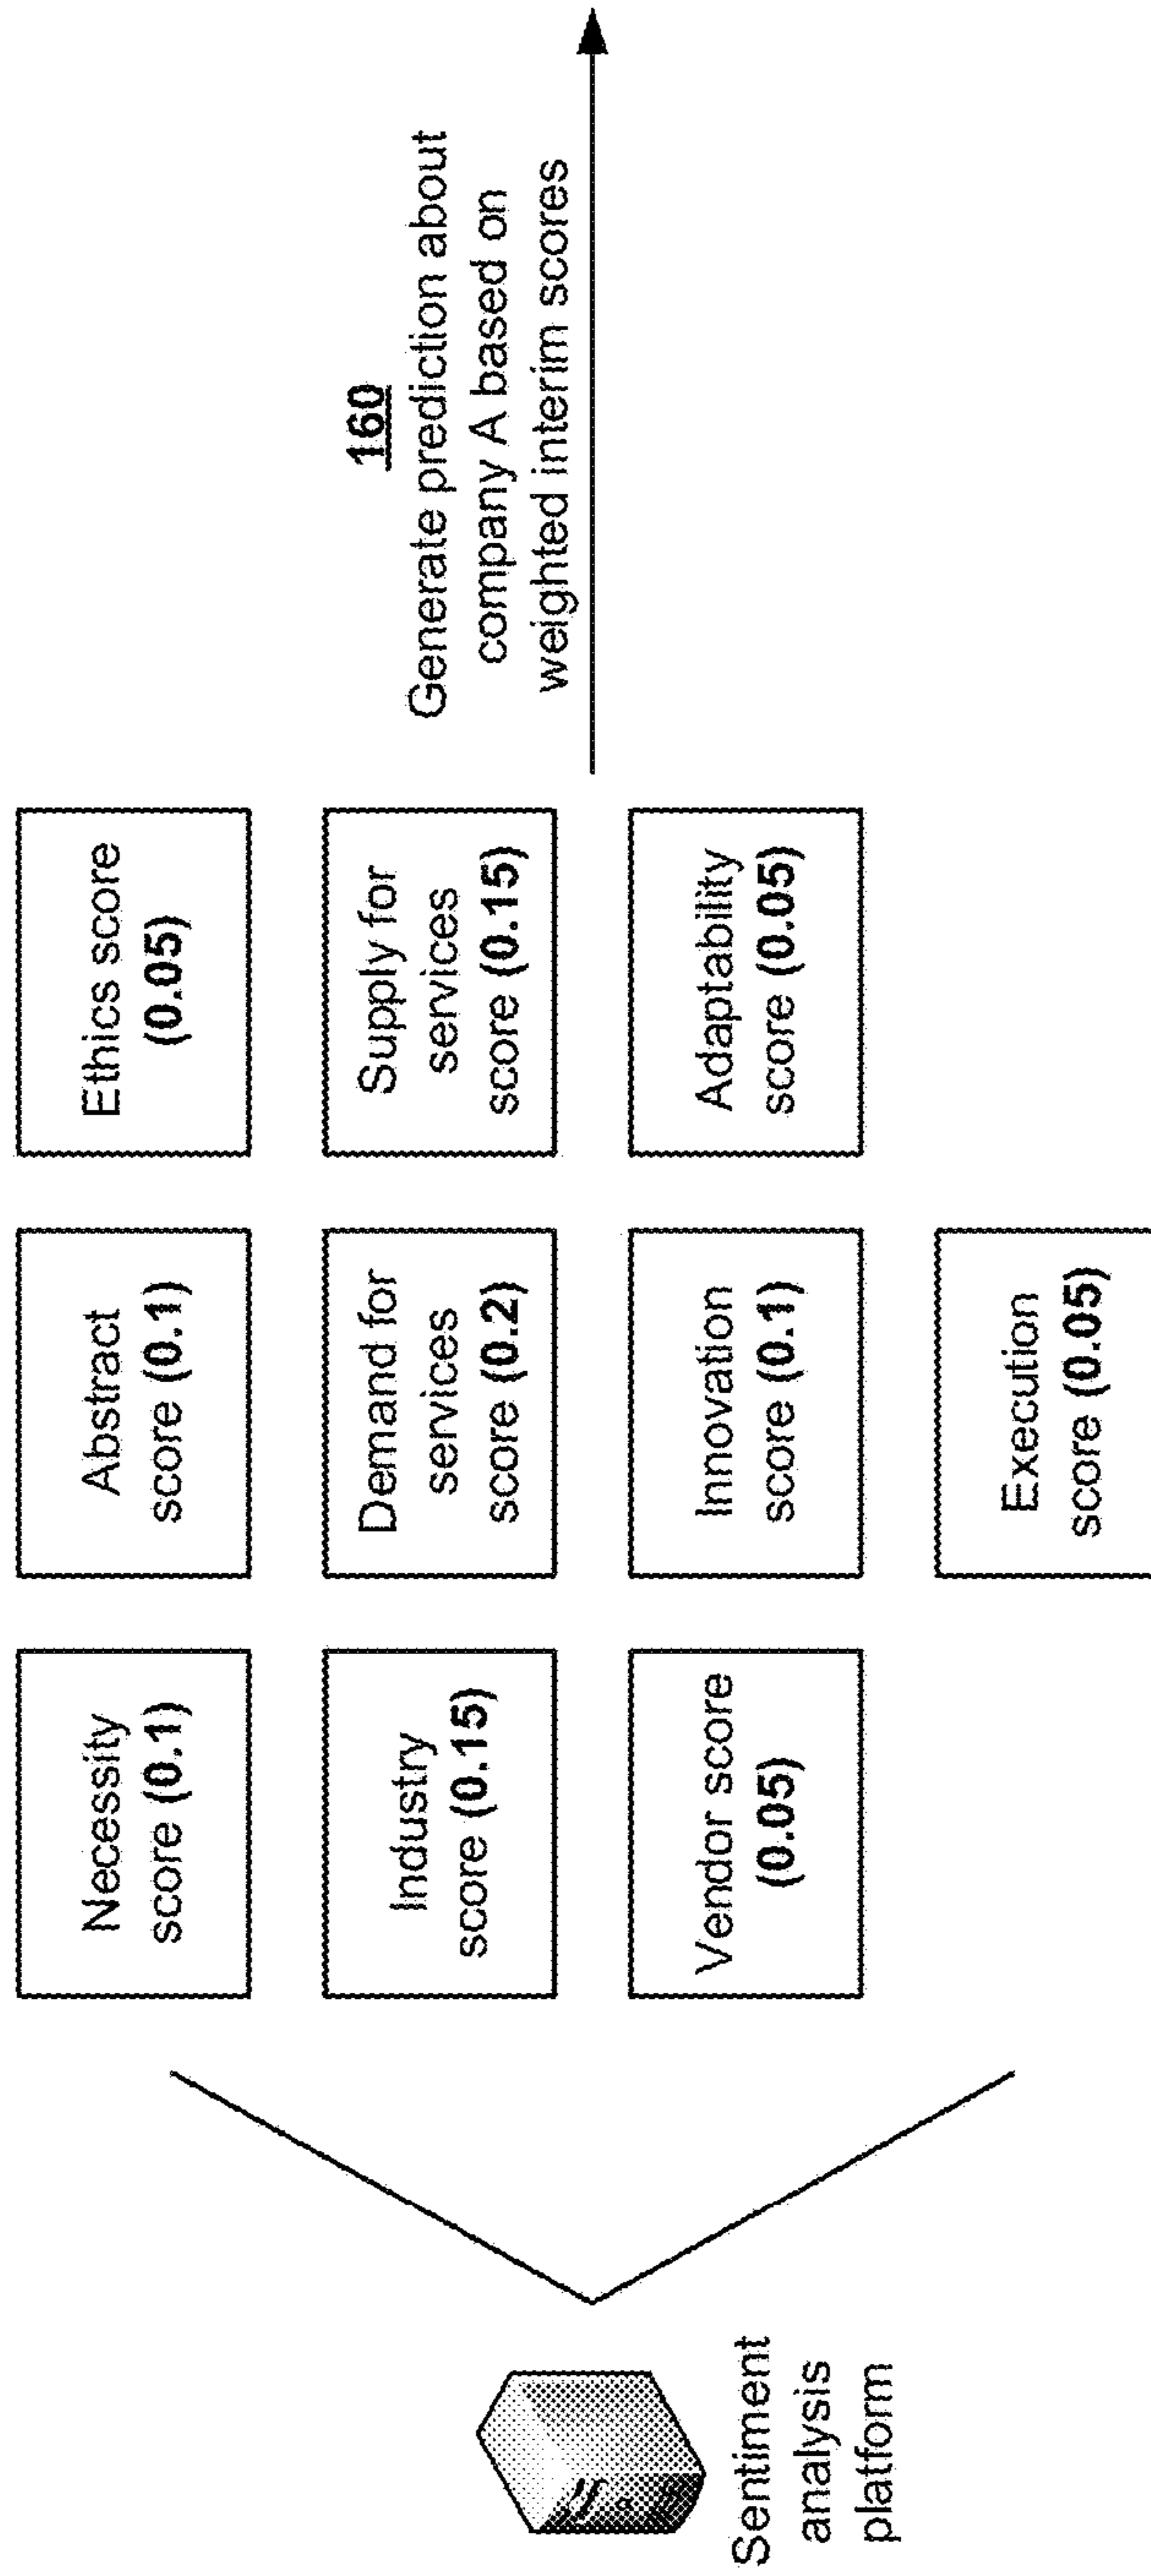 Sentiment
analysis
platform
Necessity
score (0.1)
Abstract
score (0.1)
Ethics score
(0.05)
Industry
score (0.15)
Demand for
services
score (0.2)
Supply for
services
score (0.15)
Vendor score
(0.05)
Innovation
score (0.1)
Adaptability
score (0.05)
Execution
score (0.05)
160
Generate prediction about
company A based on
weighted interim scores